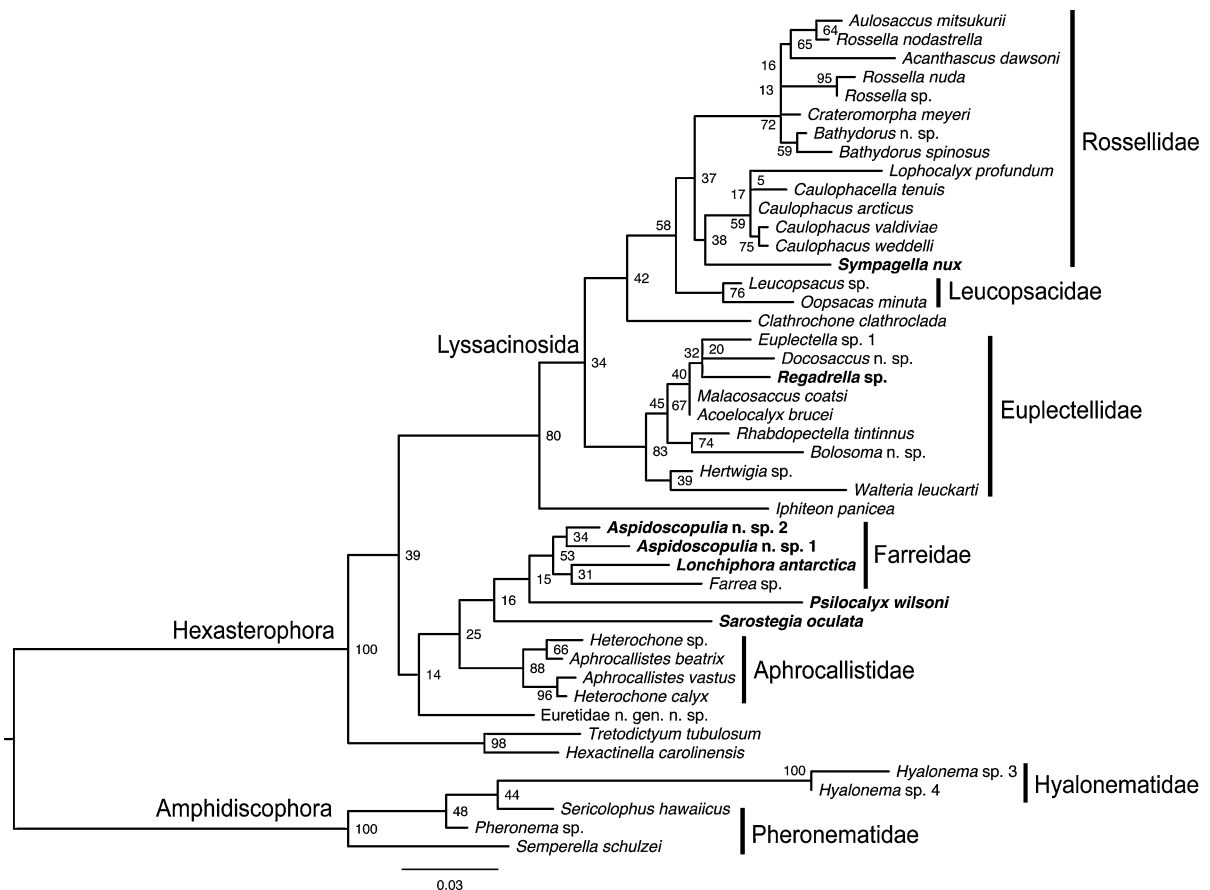 Aulosaccus mitsukurii
64
Rossella nodastrella
65
Acanthascus dawsoni
16
95
Rossella nuda
13
Rossella sp.
Crateromorpha meyeri
72
Bathydorus n. sp.
59
Bathydorus spinosus
Rossellidae
Lophocalyx profundum
37
5
17
Caulophacella tenuis
Caulophacus arcticus
59
Caulophacus valdiviae
58
38
75
Caulophacus weddelli
Sympagella nux
42
Leucopsacus sp.
76
Oopsacas minuta
Leucopsacidae
Clathrochone clathroclada
Lyssacinosida
34
Euplectella sp. 1
32
20
Docosaccus n. sp.
40
Regadrella sp.
45
67
Malacosaccus coatsi
Acoelocalyx brucei
Euplectellidae
Rhabdopectella tintinnus
80
83
74
Bolosoma n. sp.
Hertwigia sp.
39
Walteria leuckarti
Iphiteon panicea
Aspidoscopulia n. sp. 2
34
Aspidoscopulia n. sp. 1
39
53
Farreidae
Lonchiphora antarctica
15
31
Farrea sp.
16
Psilocalyx wilsoni
Sarostegia oculata
Hexasterophora
25
Heterochone sp.
100
66
Aphrocallistes beatrix
88
Aphrocallistidae
14
Aphrocallistes vastus
96
Heterochone calyx
Euretidae n. gen. n. sp.
Tretodictyum tubulosum
98
Hexactinella carolinensis
100
Hyalonema sp. 3
Hyalonema sp. 4
Hyalonematidae
44
Amphidiscophora
48
Sericolophus hawaiicus
100
Pheronema sp.
Pheronematidae
Semperella schulzei
0.03